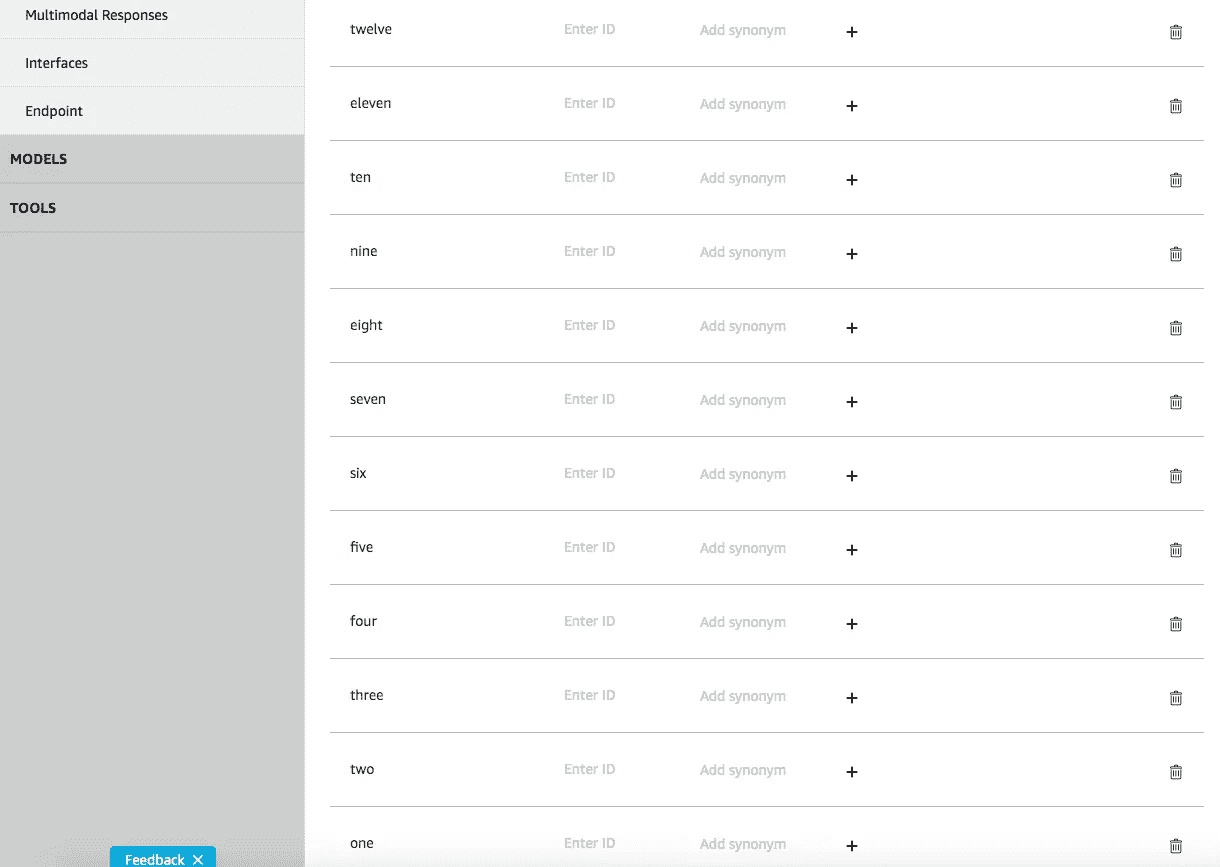 Multimodal Responses
Interfaces
Endpoint
MODELS
TOOLS
Feedback ✕
twelve Enter ID Add synonym +
eleven Enter ID Add synonym +
ten Enter ID Add synonym +
nine Enter ID Add synonym +
eight Enter ID Add synonym +
seven Enter ID Add synonym +
six Enter ID Add synonym +
five Enter ID Add synonym +
four Enter ID Add synonym +
three Enter ID Add synonym +
two Enter ID Add synonym +
one Enter ID Add synonym +